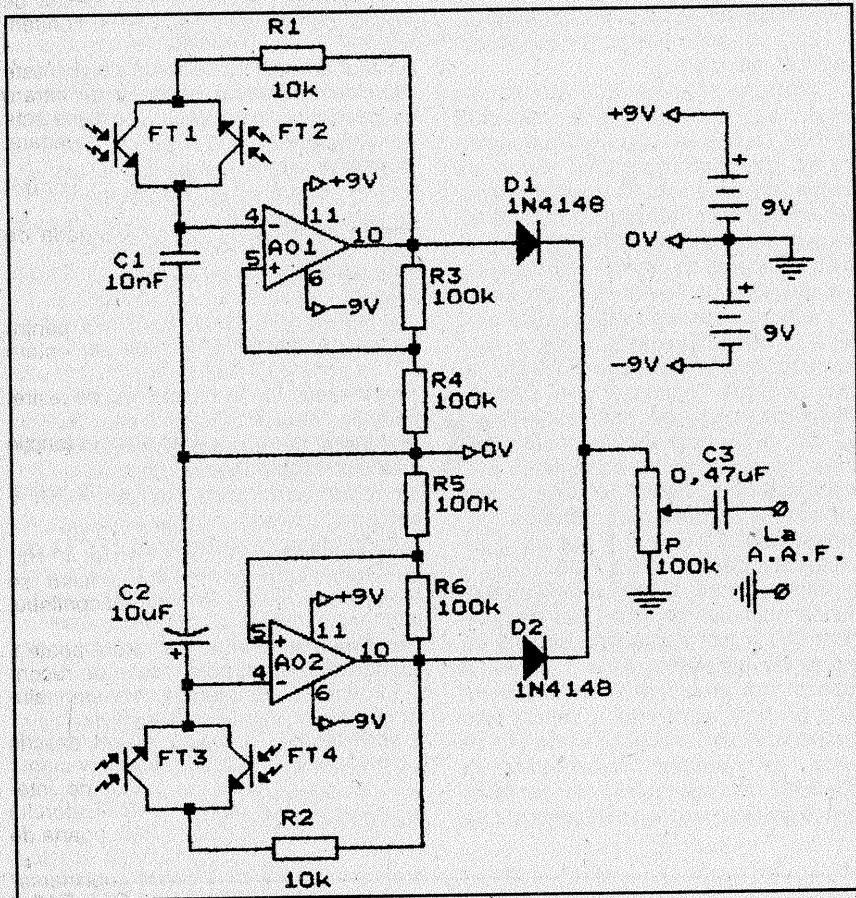 R1
10k
FT1
FT2
+9V
4
-
11
AO1
10
5
+
6
-9V
C1
10nF
D1
1N4148
R3
100k
R4
100k
0V
R5
100k
R6
100k
C2
10uF
+
+9V
5
+
11
AO2
10
4
-
6
-9V
D2
1N4148
FT3
FT4
R2
10k
+9V
+
9V
0V
+
9V
-9V
C3
0,47uF
P
100k
La
A.A.F.